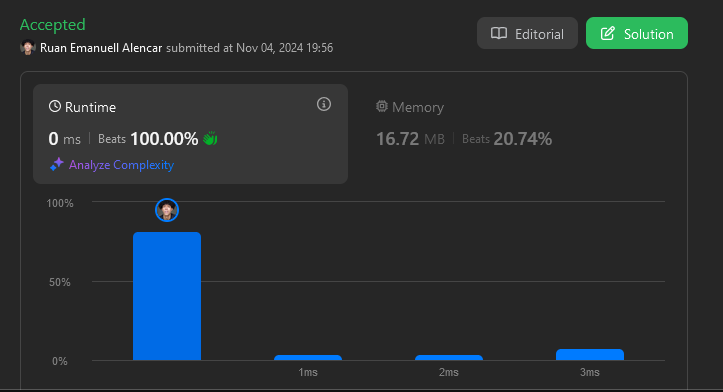 Accepted
Ruan Emanuell Alencar submitted at Nov 04, 2024 19:56
Editorial
Solution
Runtime
0 ms | Beats 100.00%
Analyze Complexity
Memory
16.72 MB | Beats 20.74%
100%
50%
0%
1ms 2ms 3ms